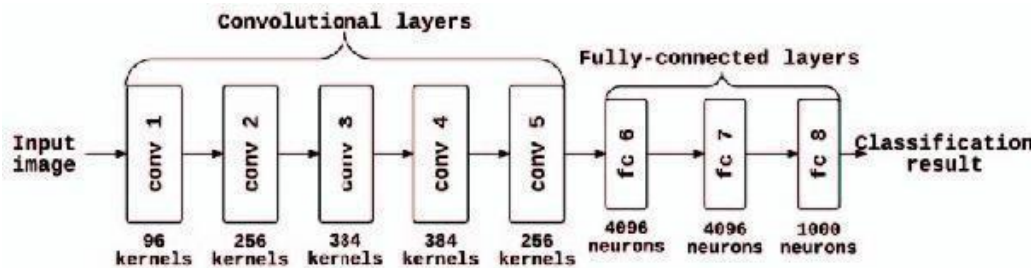 Convolutional layers
Fully-connected layers
Input
image
conv 1
conv 2
conv 3
conv 4
conv 5
fc 6
fc 7
fc 8
Classification
result
96
kernels
256
kernels
384
kernels
384
kernels
256
kernels
4096
neurons
4096
neurons
1000
neurons